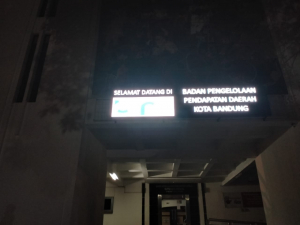 SELAMAT DATANG DI
BADAN PENGELOLAAN
PENDAPATAN DAERAH
KOTA BANDUNG